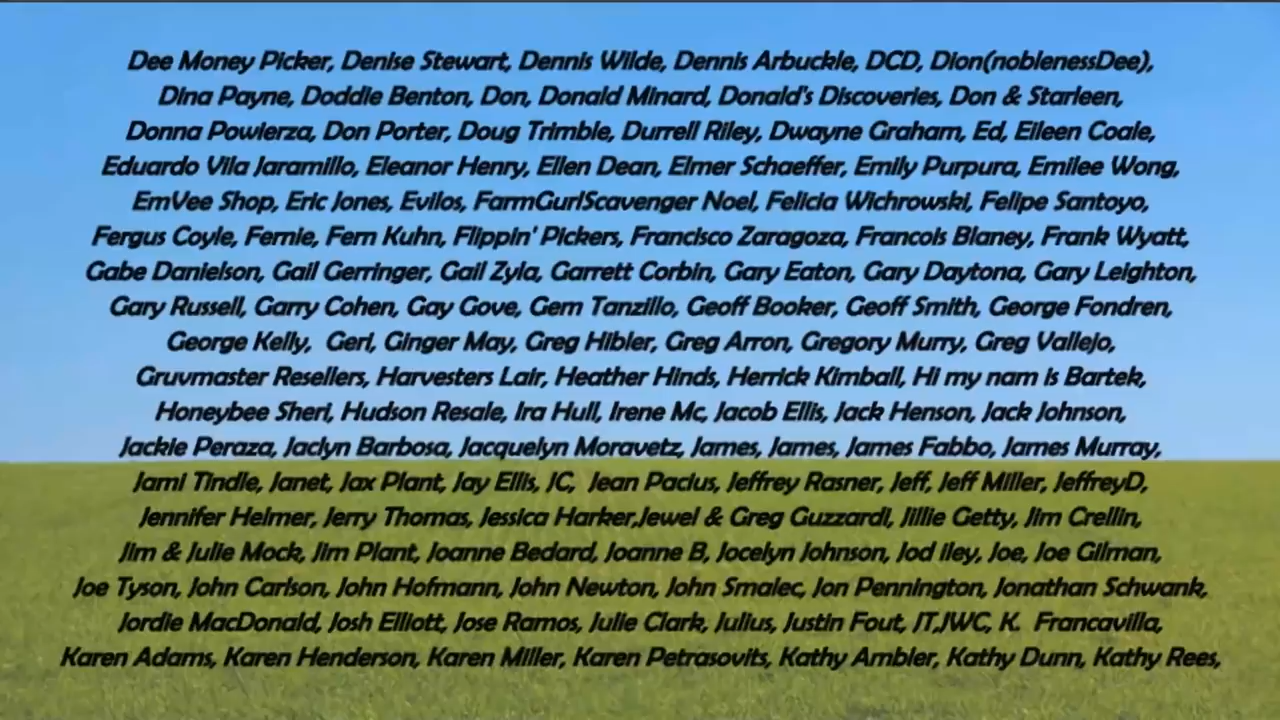 Dee Money Picker, Denise Stewart, Dennis Wilde, Dennis Arbuckle, DCD, Dion(noblenessDee),
Dina Payne, Doddie Benton, Don, Donald Minard, Donald's Discoveries, Don & Starleen,
Donna Powierza, Don Porter, Doug Trimble, Durrell Riley, Dwayne Graham, Ed, Eileen Coale,
Eduardo Vila Jaramillo, Eleanor Henry, Ellen Dean, Elmer Schaeffer, Emily Purpura, Emilee Wong,
EmVee Shop, Eric Jones, Evilos, FarmGurlScavenger Noel, Felicia Wichrowski, Felipe Santoyo,
Fergus Coyle, Fernie, Fern Kuhn, Flippin' Pickers, Francisco Zaragoza, Francois Blaney, Frank Wyatt,
Gabe Danielson, Gail Gerringer, Gail Zyla, Garrett Corbin, Gary Eaton, Gary Daytona, Gary Leighton,
Gary Russell, Garry Cohen, Gay Gove, Gem Tanzillo, Geoff Booker, Geoff Smith, George Fondren,
George Kelly,  Geri, Ginger May, Greg Hibler, Greg Arron, Gregory Murry, Greg Vallejo,
Gruvmaster Resellers, Harvesters Lair, Heather Hinds, Herrick Kimball, Hi my nam is Bartek,
Honeybee Sheri, Hudson Resale, Ira Hull, Irene Mc, Jacob Ellis, Jack Henson, Jack Johnson,
Jackie Peraza, Jaclyn Barbosa, Jacquelyn Moravetz, James, James, James Fabbo, James Murray,
Jami Tindle, Janet, Jax Plant, Jay Ellis, JC,  Jean Pacius, Jeffrey Rasner, Jeff, Jeff Miller, JeffreyD,
Jennifer Helmer, Jerry Thomas, Jessica Harker,Jewel & Greg Guzzardi, Jillie Getty, Jim Crellin,
Jim & Julie Mock, Jim Plant, Joanne Bedard, Joanne B, Jocelyn Johnson, Jod iley, Joe, Joe Gilman,
Joe Tyson, John Carlson, John Hofmann, John Newton, John Smalec, Jon Pennington, Jonathan Schwank,
Jordie MacDonald, Josh Elliott, Jose Ramos, Julie Clark, Julius, Justin Fout, JT,JWC, K.  Francavilla,
Karen Adams, Karen Henderson, Karen Miller, Karen Petrasovits, Kathy Ambler, Kathy Dunn, Kathy Rees,